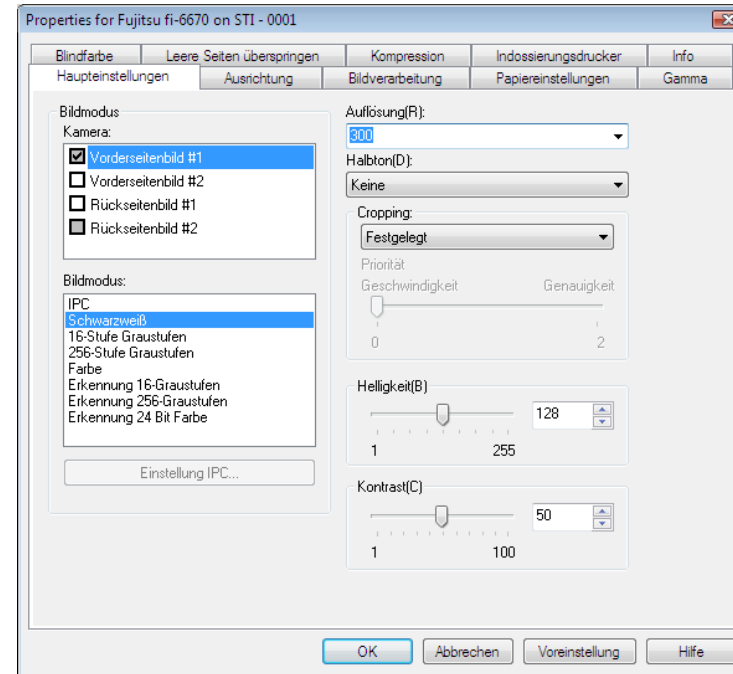 Properties for Fujitsu fi-6670 on STI - 0001
Blindfarbe
Leere Seiten überspringen
Kompression
Indossierungsdrucker
Info
Haupteinstellungen
Ausrichtung
Bildverarbeitung
Papiereinstellungen
Gamma
Bildmodus
Kamera:
Vorderseitenbild #1
Vorderseitenbild #2
Rückseitenbild #1
Rückseitenbild #2
Bildmodus:
IPC
Schwarzweiß
16-Stufe Graustufen
256-Stufe Graustufen
Farbe
Erkennung 16-Graustufen
Erkennung 256-Graustufen
Erkennung 24 Bit Farbe
Einstellung IPC...
Auflösung(R):
300
Halbton(D):
Keine
Cropping:
Festgelegt
Priorität
Geschwindigkeit Genauigkeit
0 2
Helligkeit(B)
128
1 255
Kontrast(C)
50
1 100
OK
Abbrechen
Voreinstellung
Hilfe